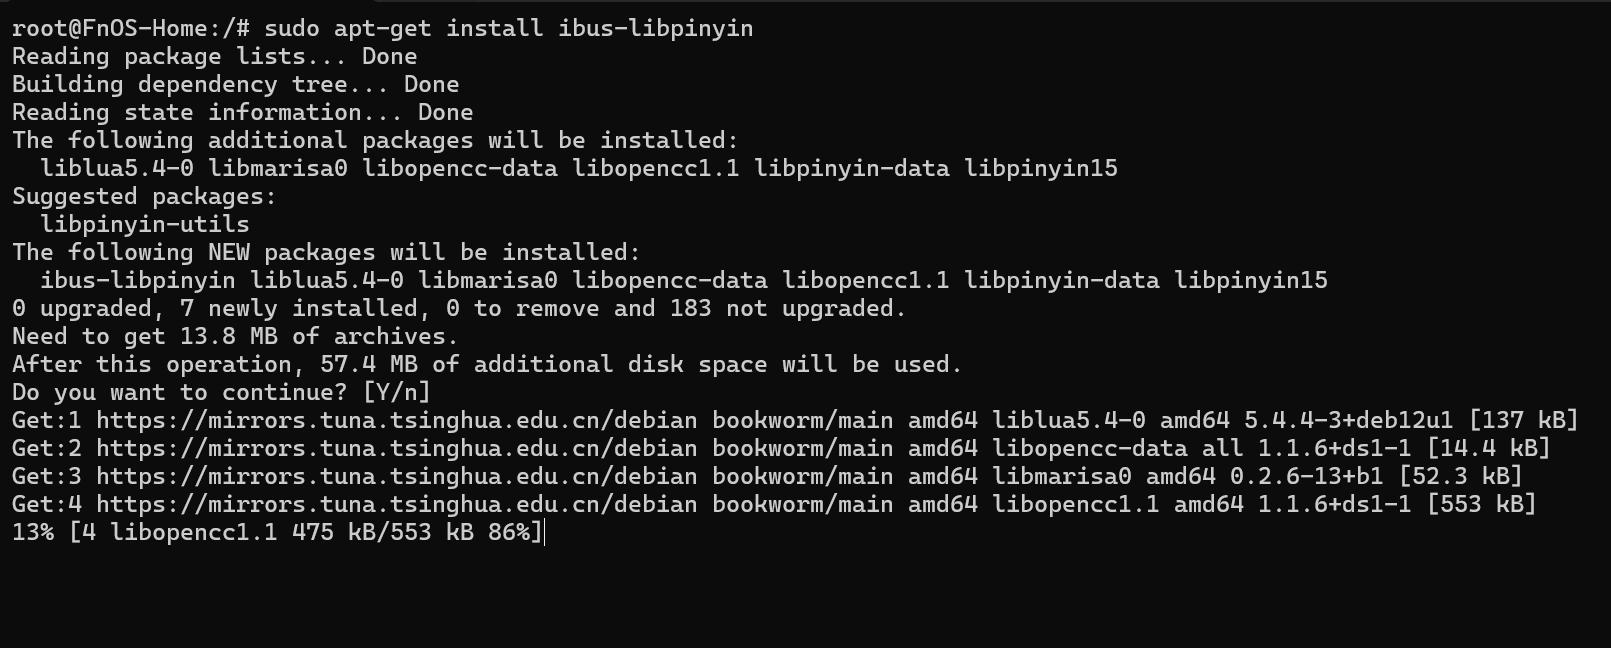 root@FnOS-Home:/# sudo apt-get install ibus-libpinyin
Reading package lists... Done
Building dependency tree... Done
Reading state information... Done
The following additional packages will be installed:
  liblua5.4-0 libmarisa0 libopencc-data libopencc1.1 libpinyin-data libpinyin15
Suggested packages:
  libpinyin-utils
The following NEW packages will be installed:
  ibus-libpinyin liblua5.4-0 libmarisa0 libopencc-data libopencc1.1 libpinyin-data libpinyin15
0 upgraded, 7 newly installed, 0 to remove and 183 not upgraded.
Need to get 13.8 MB of archives.
After this operation, 57.4 MB of additional disk space will be used.
Do you want to continue? [Y/n]
Get:1 https://mirrors.tuna.tsinghua.edu.cn/debian bookworm/main amd64 liblua5.4-0 amd64 5.4.4-3+deb12u1 [137 kB]
Get:2 https://mirrors.tuna.tsinghua.edu.cn/debian bookworm/main amd64 libopencc-data all 1.1.6+ds1-1 [14.4 kB]
Get:3 https://mirrors.tuna.tsinghua.edu.cn/debian bookworm/main amd64 libmarisa0 amd64 0.2.6-13+b1 [52.3 kB]
Get:4 https://mirrors.tuna.tsinghua.edu.cn/debian bookworm/main amd64 libopencc1.1 amd64 1.1.6+ds1-1 [553 kB]
13% [4 libopencc1.1 475 kB/553 kB 86%]